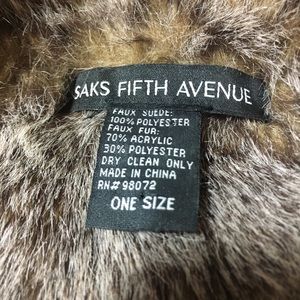 SAKS FIFTH AVENUE
FAUX SUEDE:
100% POLYESTER
FAUX FUR:
70% ACRYLIC
30% POLYESTER
DRY CLEAN ONLY
MADE IN CHINA
RN#98072
ONE SIZE